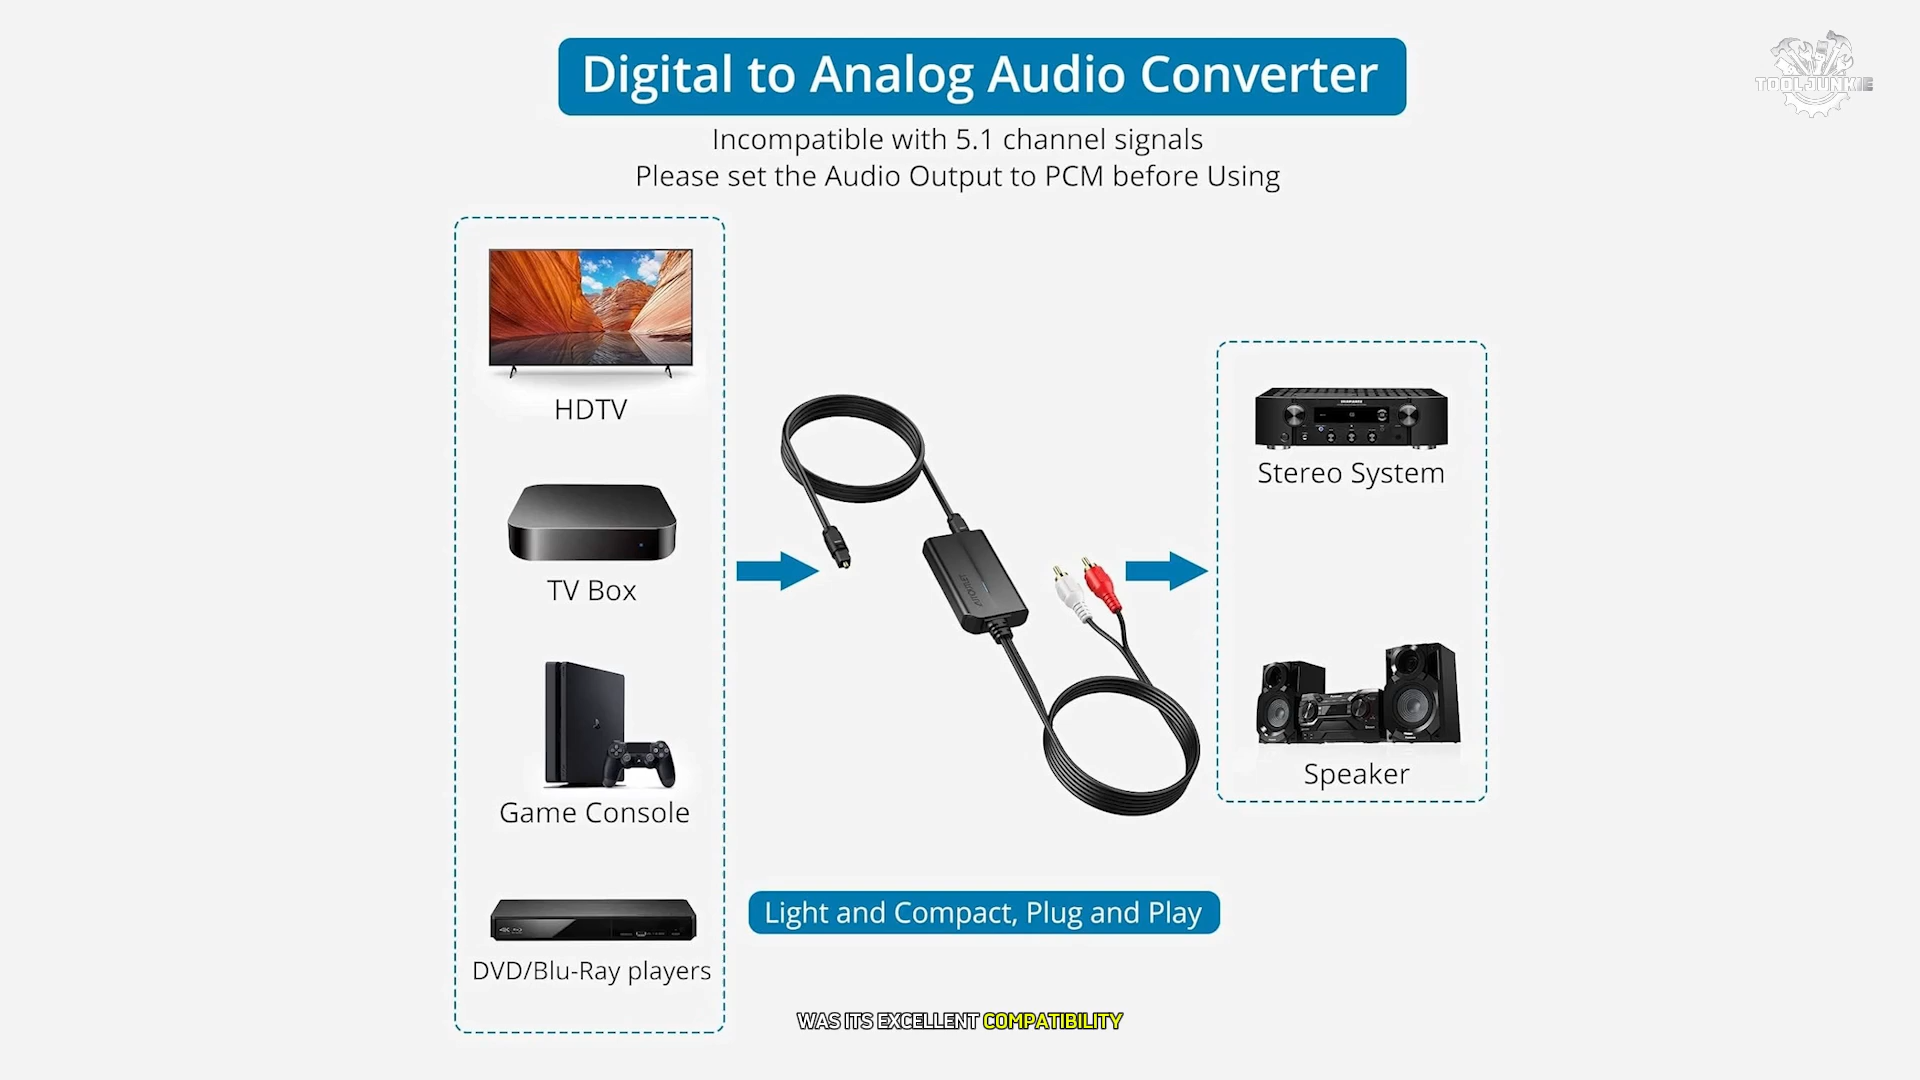 Digital to Analog Audio Converter
TOOLJUNKIE
Incompatible with 5.1 channel signals
Please set the Audio Output to PCM before Using
HDTV
TV Box
Game Console
DVD/Blu-Ray players
Stereo System
Speaker
Light and Compact, Plug and Play
WAS ITS EXCELLENT COMPATIBILITY